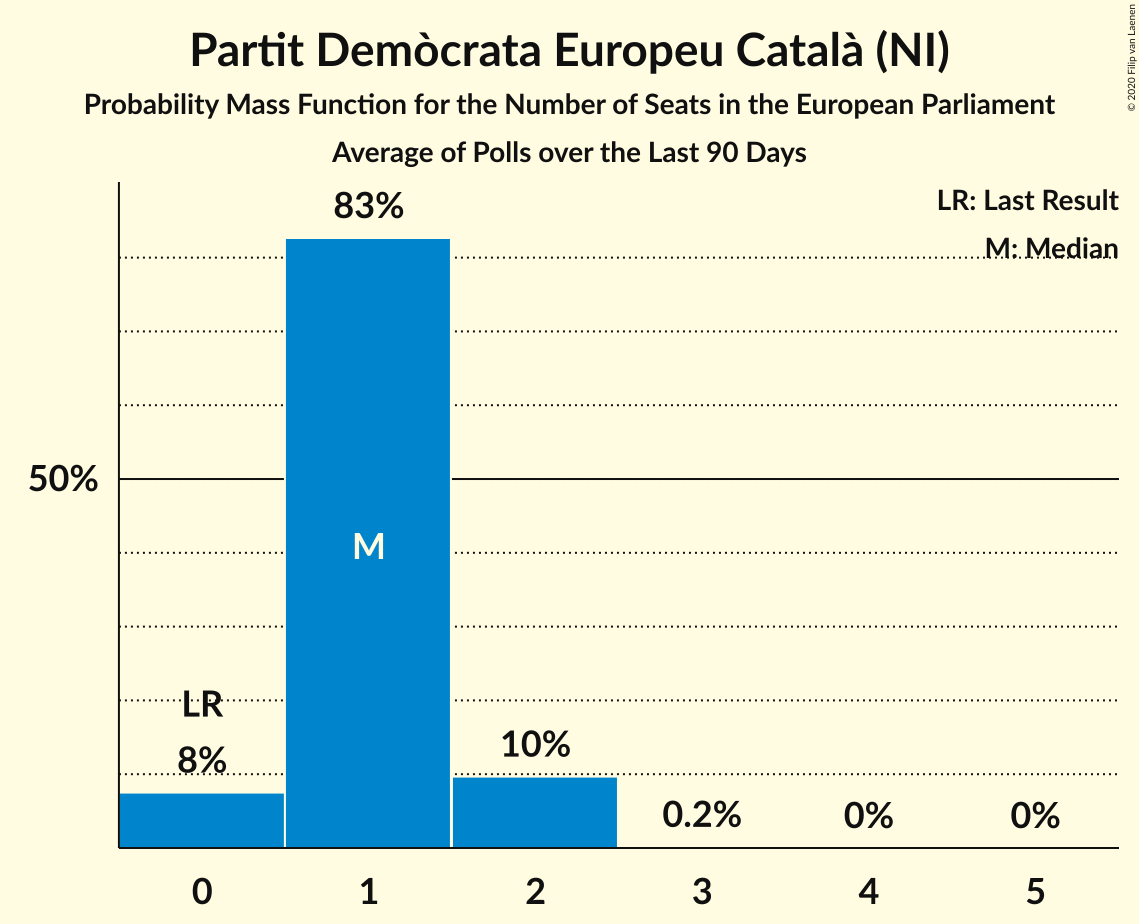 Partit Demòcrata Europeu Català (NI)
Probability Mass Function for the Number of Seats in the European Parliament
Average of Polls over the Last 90 Days
© 2020 Filip van Laenen
LR: Last Result
M: Median
83%
50%
M
LR
8%
10%
0.2%
0%
0%
0 1 2 3 4 5